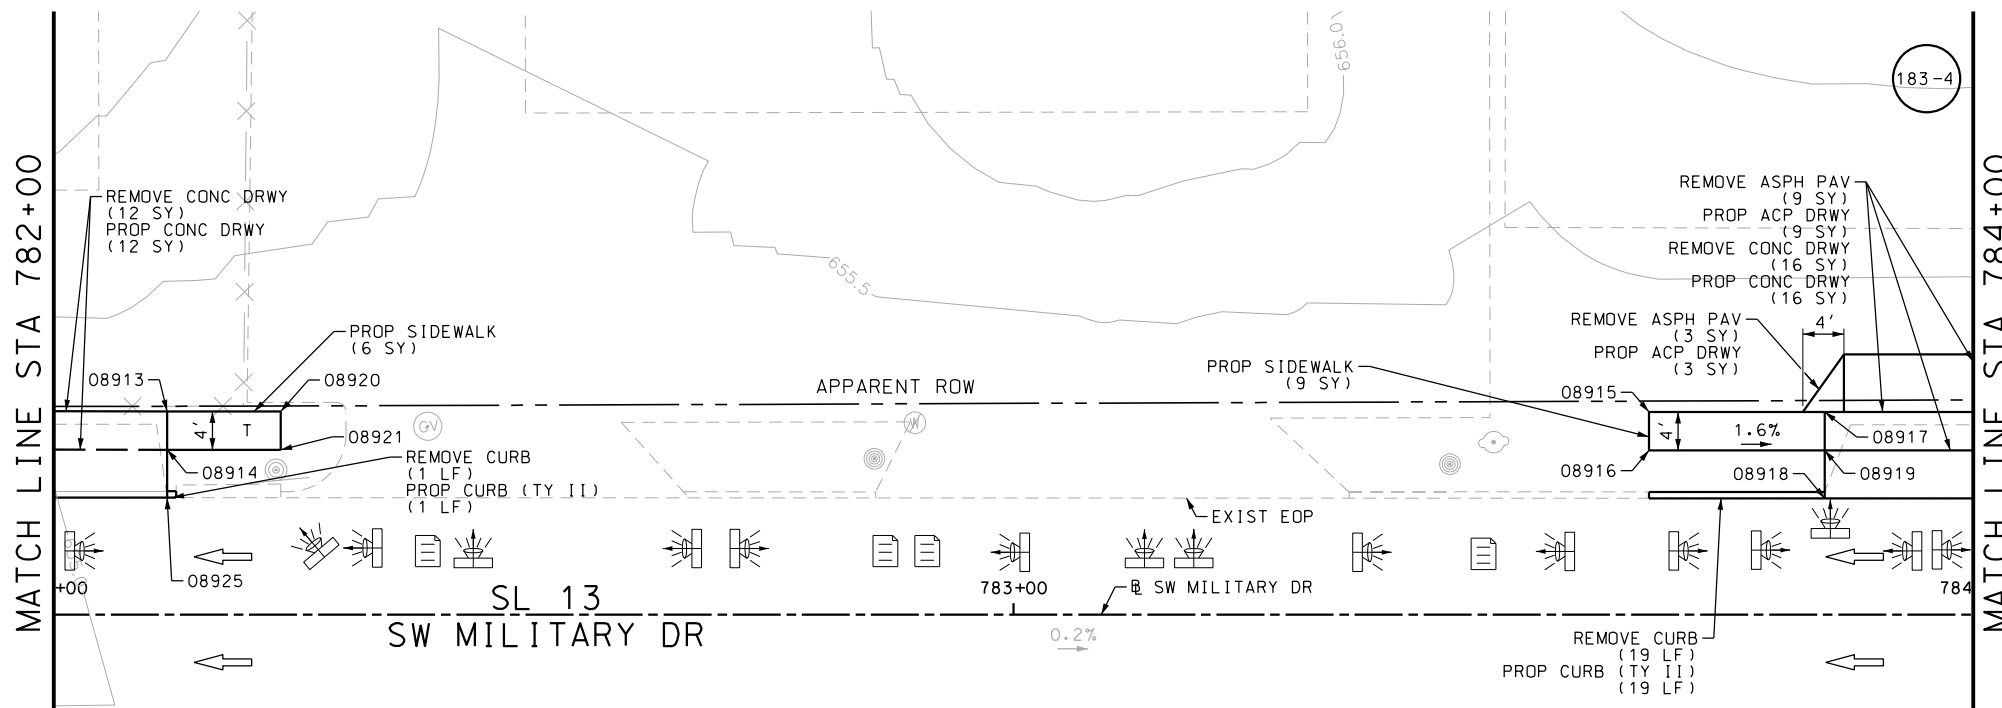 MATCH LINE STA 782+00
REMOVE CONC DRWY
(12 SY)
PROP CONC DRWY
(12 SY)
PROP SIDEWALK
(6 SY)
08913
08920
4'
T
08921
08914
REMOVE CURB
(1 LF)
PROP CURB (TY II)
(1 LF)
08925
+00
GV
W
655.5
656.0
APPARENT ROW
EXIST EOP
SL 13
SW MILITARY DR
783+00
B SW MILITARY DR
0.2%
183-4
REMOVE ASPH PAV
(9 SY)
PROP ACP DRWY
(9 SY)
REMOVE CONC DRWY
(16 SY)
PROP CONC DRWY
(16 SY)
REMOVE ASPH PAV
(3 SY)
PROP ACP DRWY
(3 SY)
4'
PROP SIDEWALK
(9 SY)
08915
4'
1.6%
08917
08916
08918
08919
784
REMOVE CURB
(19 LF)
PROP CURB (TY II)
(19 LF)
MATCH LINE STA 784+00